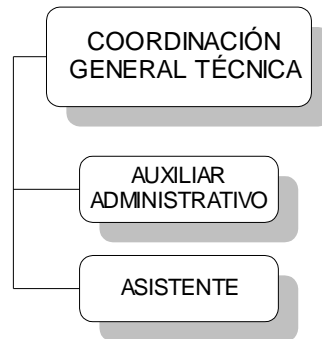 COORDINACIÓN
GENERAL TÉCNICA
AUXILIAR
ADMINISTRATIVO
ASISTENTE